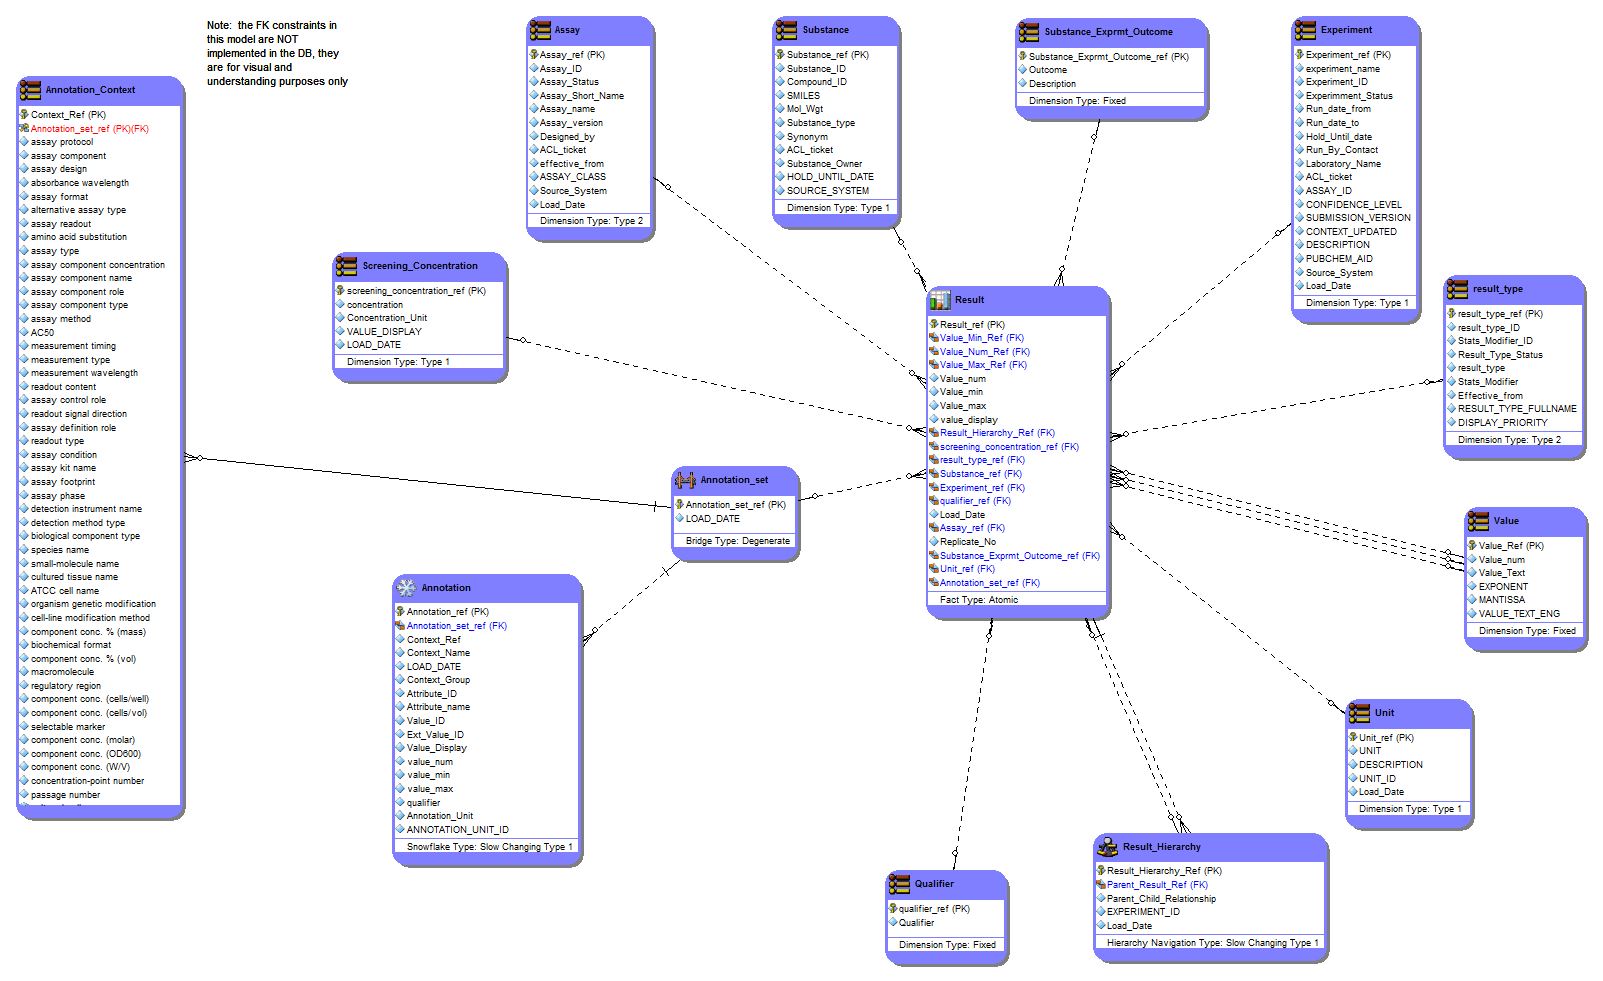 Note: the FK constraints in
this model are NOT
implemented in the DB, they
are for visual and
understanding purposes only
Annotation_Context
Context_Ref (PK)
Annotation_set_ref (PK)(FK)
assay protocol
assay component
assay design
absorbance wavelength
assay format
alternative assay type
assay readout
amino acid substitution
assay type
assay component concentration
assay component name
assay component role
assay component type
assay method
AC50
measurement timing
measurement type
measurement wavelength
readout content
assay control role
readout signal direction
assay definition role
readout type
assay condition
assay kit name
assay footprint
assay phase
detection instrument name
detection method type
biological component type
species name
small-molecule name
cultured tissue name
ATCC cell name
organism genetic modification
cell-line modification method
component conc. % (mass)
biochemical format
component conc. % (vol)
macromolecule
regulatory region
component conc. (cells/well)
component conc. (cells/vol)
selectable marker
component conc. (molar)
component conc. (OD600)
component conc. (W/V)
concentration-point number
passage number
Assay
Assay_ref (PK)
Assay_ID
Assay_Status
Assay_Short_Name
Assay_name
Assay_version
Designed_by
ACL_ticket
effective_from
ASSAY_CLASS
Source_System
Load_Date
Dimension Type: Type 2
Substance
Substance_ref (PK)
Substance_ID
Compound_ID
SMILES
Mol_Wgt
Substance_type
Synonym
ACL_ticket
Substance_Owner
HOLD_UNTIL_DATE
SOURCE_SYSTEM
Dimension Type: Type 1
Substance_Exprmt_Outcome
Substance_Exprmt_Outcome_ref (PK)
Outcome
Description
Dimension Type: Fixed
Experiment
Experiment_ref (PK)
experiment_name
Experiment_ID
Experimment_Status
Run_date_from
Run_date_to
Hold_Until_date
Run_By_Contact
Laboratory_Name
ACL_ticket
ASSAY_ID
CONFIDENCE_LEVEL
SUBMISSION_VERSION
CONTEXT_UPDATED
DESCRIPTION
PUBCHEM_AID
Source_System
Load_Date
Dimension Type: Type 1
Screening_Concentration
screening_concentration_ref (PK)
concentration
Concentration_Unit
VALUE_DISPLAY
LOAD_DATE
Dimension Type: Type 1
Result
Result_ref (PK)
Value_Min_Ref (FK)
Value_Num_Ref (FK)
Value_Max_Ref (FK)
Value_num
Value_min
Value_max
value_display
Result_Hierarchy_Ref (FK)
screening_concentration_ref (FK)
result_type_ref (FK)
Substance_ref (FK)
Experiment_ref (FK)
qualifier_ref (FK)
Load_Date
Assay_ref (FK)
Replicate_No
Substance_Exprmt_Outcome_ref (FK)
Unit_ref (FK)
Annotation_set_ref (FK)
Fact Type: Atomic
result_type
result_type_ref (PK)
result_type_ID
Stats_Modifier_ID
Result_Type_Status
result_type
Stats_Modifier
Effective_from
RESULT_TYPE_FULLNAME
DISPLAY_PRIORITY
Dimension Type: Type 2
Annotation_set
Annotation_set_ref (PK)
LOAD_DATE
Bridge Type: Degenerate
Value
Value_Ref (PK)
Value_num
Value_Text
EXPONENT
MANTISSA
VALUE_TEXT_ENG
Dimension Type: Fixed
Annotation
Annotation_ref (PK)
Annotation_set_ref (FK)
Context_Ref
Context_Name
LOAD_DATE
Context_Group
Attribute_ID
Attribute_name
Value_ID
Ext_Value_ID
Value_Display
value_num
value_min
value_max
qualifier
Annotation_Unit
ANNOTATION_UNIT_ID
Snowflake Type: Slow Changing Type 1
Unit
Unit_ref (PK)
UNIT
DESCRIPTION
UNIT_ID
Load_Date
Dimension Type: Type 1
Qualifier
qualifier_ref (PK)
Qualifier
Dimension Type: Fixed
Result_Hierarchy
Result_Hierarchy_Ref (PK)
Parent_Result_Ref (FK)
Parent_Child_Relationship
EXPERIMENT_ID
Load_Date
Hierarchy Navigation Type: Slow Changing Type 1